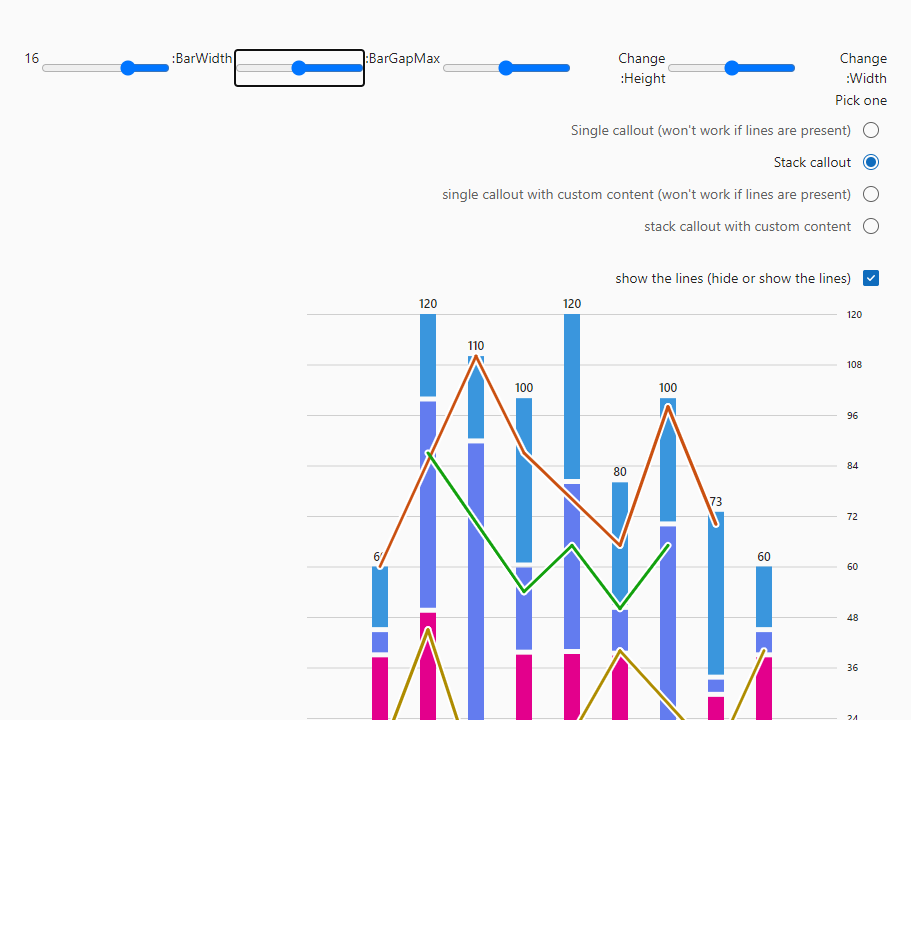 16
:BarWidth
:BarGapMax
Change
:Height
Change
:Width
Pick one
Single callout (won't work if lines are present)
Stack callout
single callout with custom content (won't work if lines are present)
stack callout with custom content
show the lines (hide or show the lines)
120
120
120
110
108
100
100
96
84
80
73
72
60
60
48
36
24